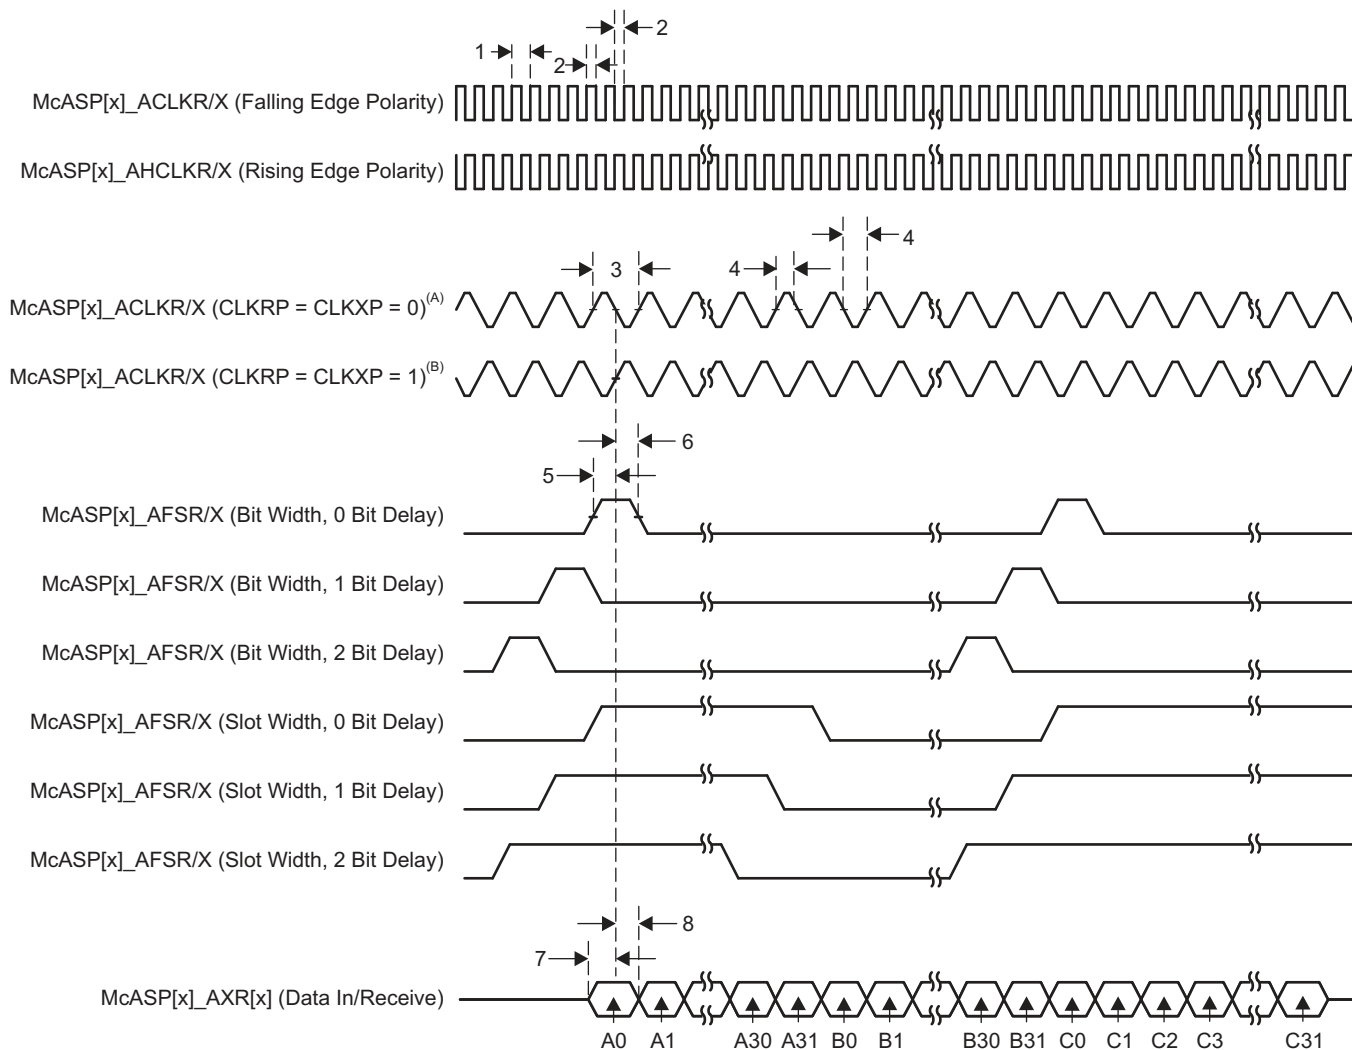 2
1
2
McASP[x]_ACLKR/X (Falling Edge Polarity)
McASP[x]_AHCLKR/X (Rising Edge Polarity)
4
3
4
McASP[x]_ACLKR/X (CLKRP = CLKXP = 0)(A)
McASP[x]_ACLKR/X (CLKRP = CLKXP = 1)(B)
6
5
McASP[x]_AFSR/X (Bit Width, 0 Bit Delay)
McASP[x]_AFSR/X (Bit Width, 1 Bit Delay)
McASP[x]_AFSR/X (Bit Width, 2 Bit Delay)
McASP[x]_AFSR/X (Slot Width, 0 Bit Delay)
McASP[x]_AFSR/X (Slot Width, 1 Bit Delay)
McASP[x]_AFSR/X (Slot Width, 2 Bit Delay)
8
7
McASP[x]_AXR[x] (Data In/Receive)
A0 A1 A30 A31 B0 B1 B30 B31 C0 C1 C2 C3 C31